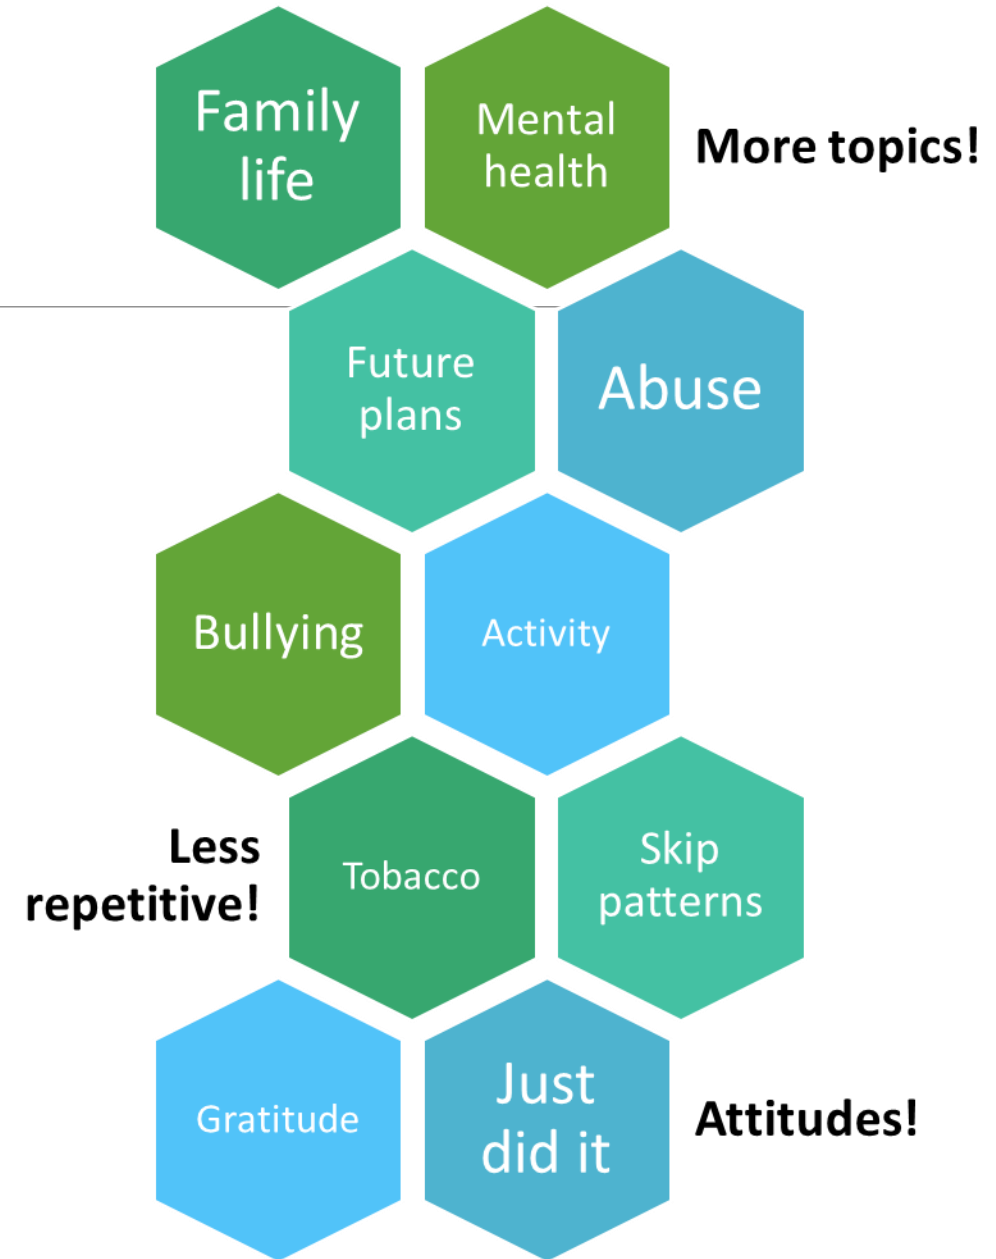 Family
life
Mental
health
More topics!
Future
plans
Abuse
Bullying
Activity
Less
repetitive!
Tobacco
Skip
patterns
Gratitude
Just
did it
Attitudes!